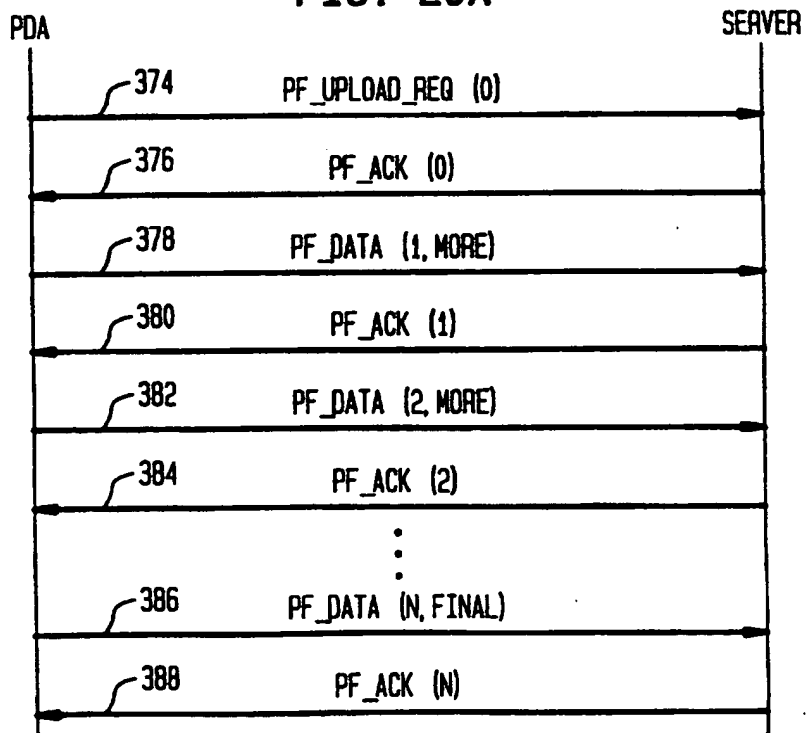 PDA
SERVER
374 PF_UPLOAD_REQ (0)
376 PF_ACK (0)
378 PF_DATA (1, MORE)
380 PF_ACK (1)
382 PF_DATA (2, MORE)
384 PF_ACK (2)
386 PF_DATA (N, FINAL)
388 PF_ACK (N)